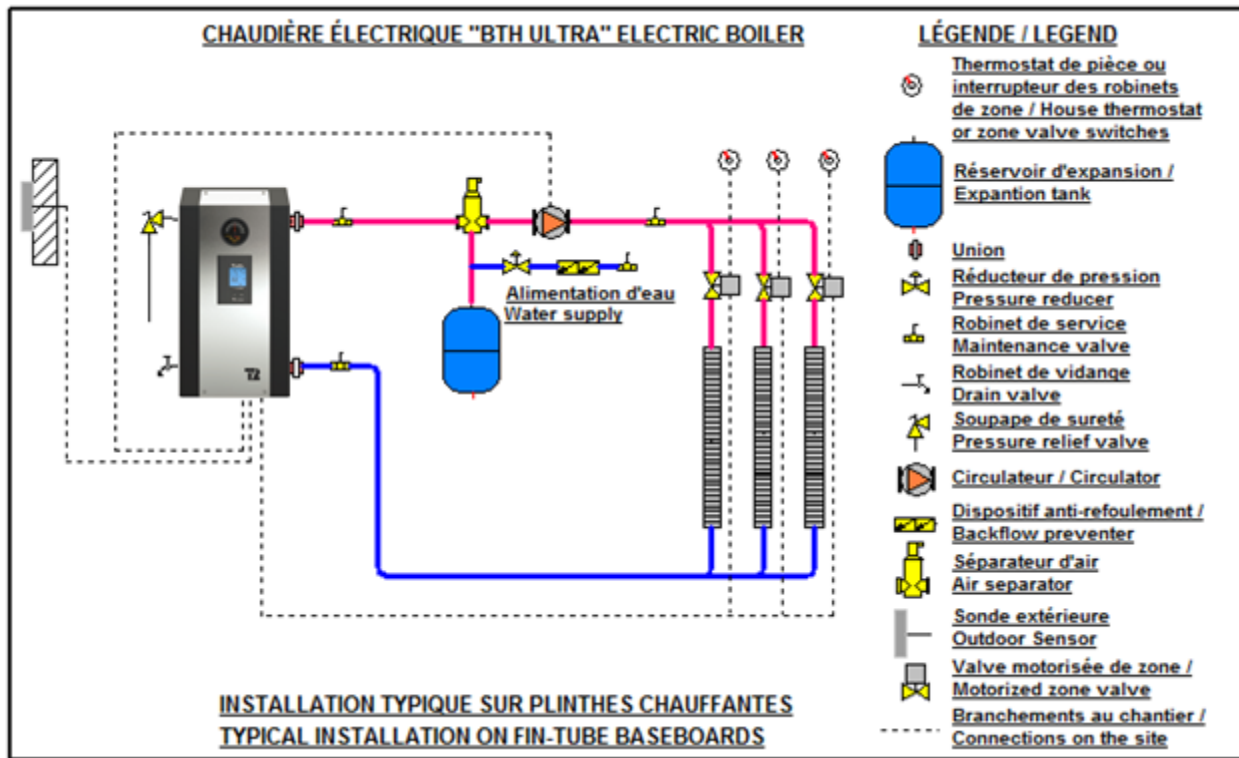 CHAUDIÈRE ÉLECTRIQUE "BTH ULTRA" ELECTRIC BOILER
Alimentation d'eau
Water supply
T2
INSTALLATION TYPIQUE SUR PLINTHES CHAUFFANTES
TYPICAL INSTALLATION ON FIN-TUBE BASEBOARDS
LÉGENDE / LEGEND
Thermostat de pièce ou
interrupteur des robinets
de zone / House thermostat
or zone valve switches
Réservoir d'expansion /
Expantion tank
Union
Réducteur de pression
Pressure reducer
Robinet de service
Maintenance valve
Robinet de vidange
Drain valve
Soupape de sureté
Pressure relief valve
Circulateur / Circulator
Dispositif anti-refoulement /
Backflow preventer
Séparateur d'air
Air separator
Sonde extérieure
Outdoor Sensor
Valve motorisée de zone /
Motorized zone valve
Branchements au chantier /
Connections on the site